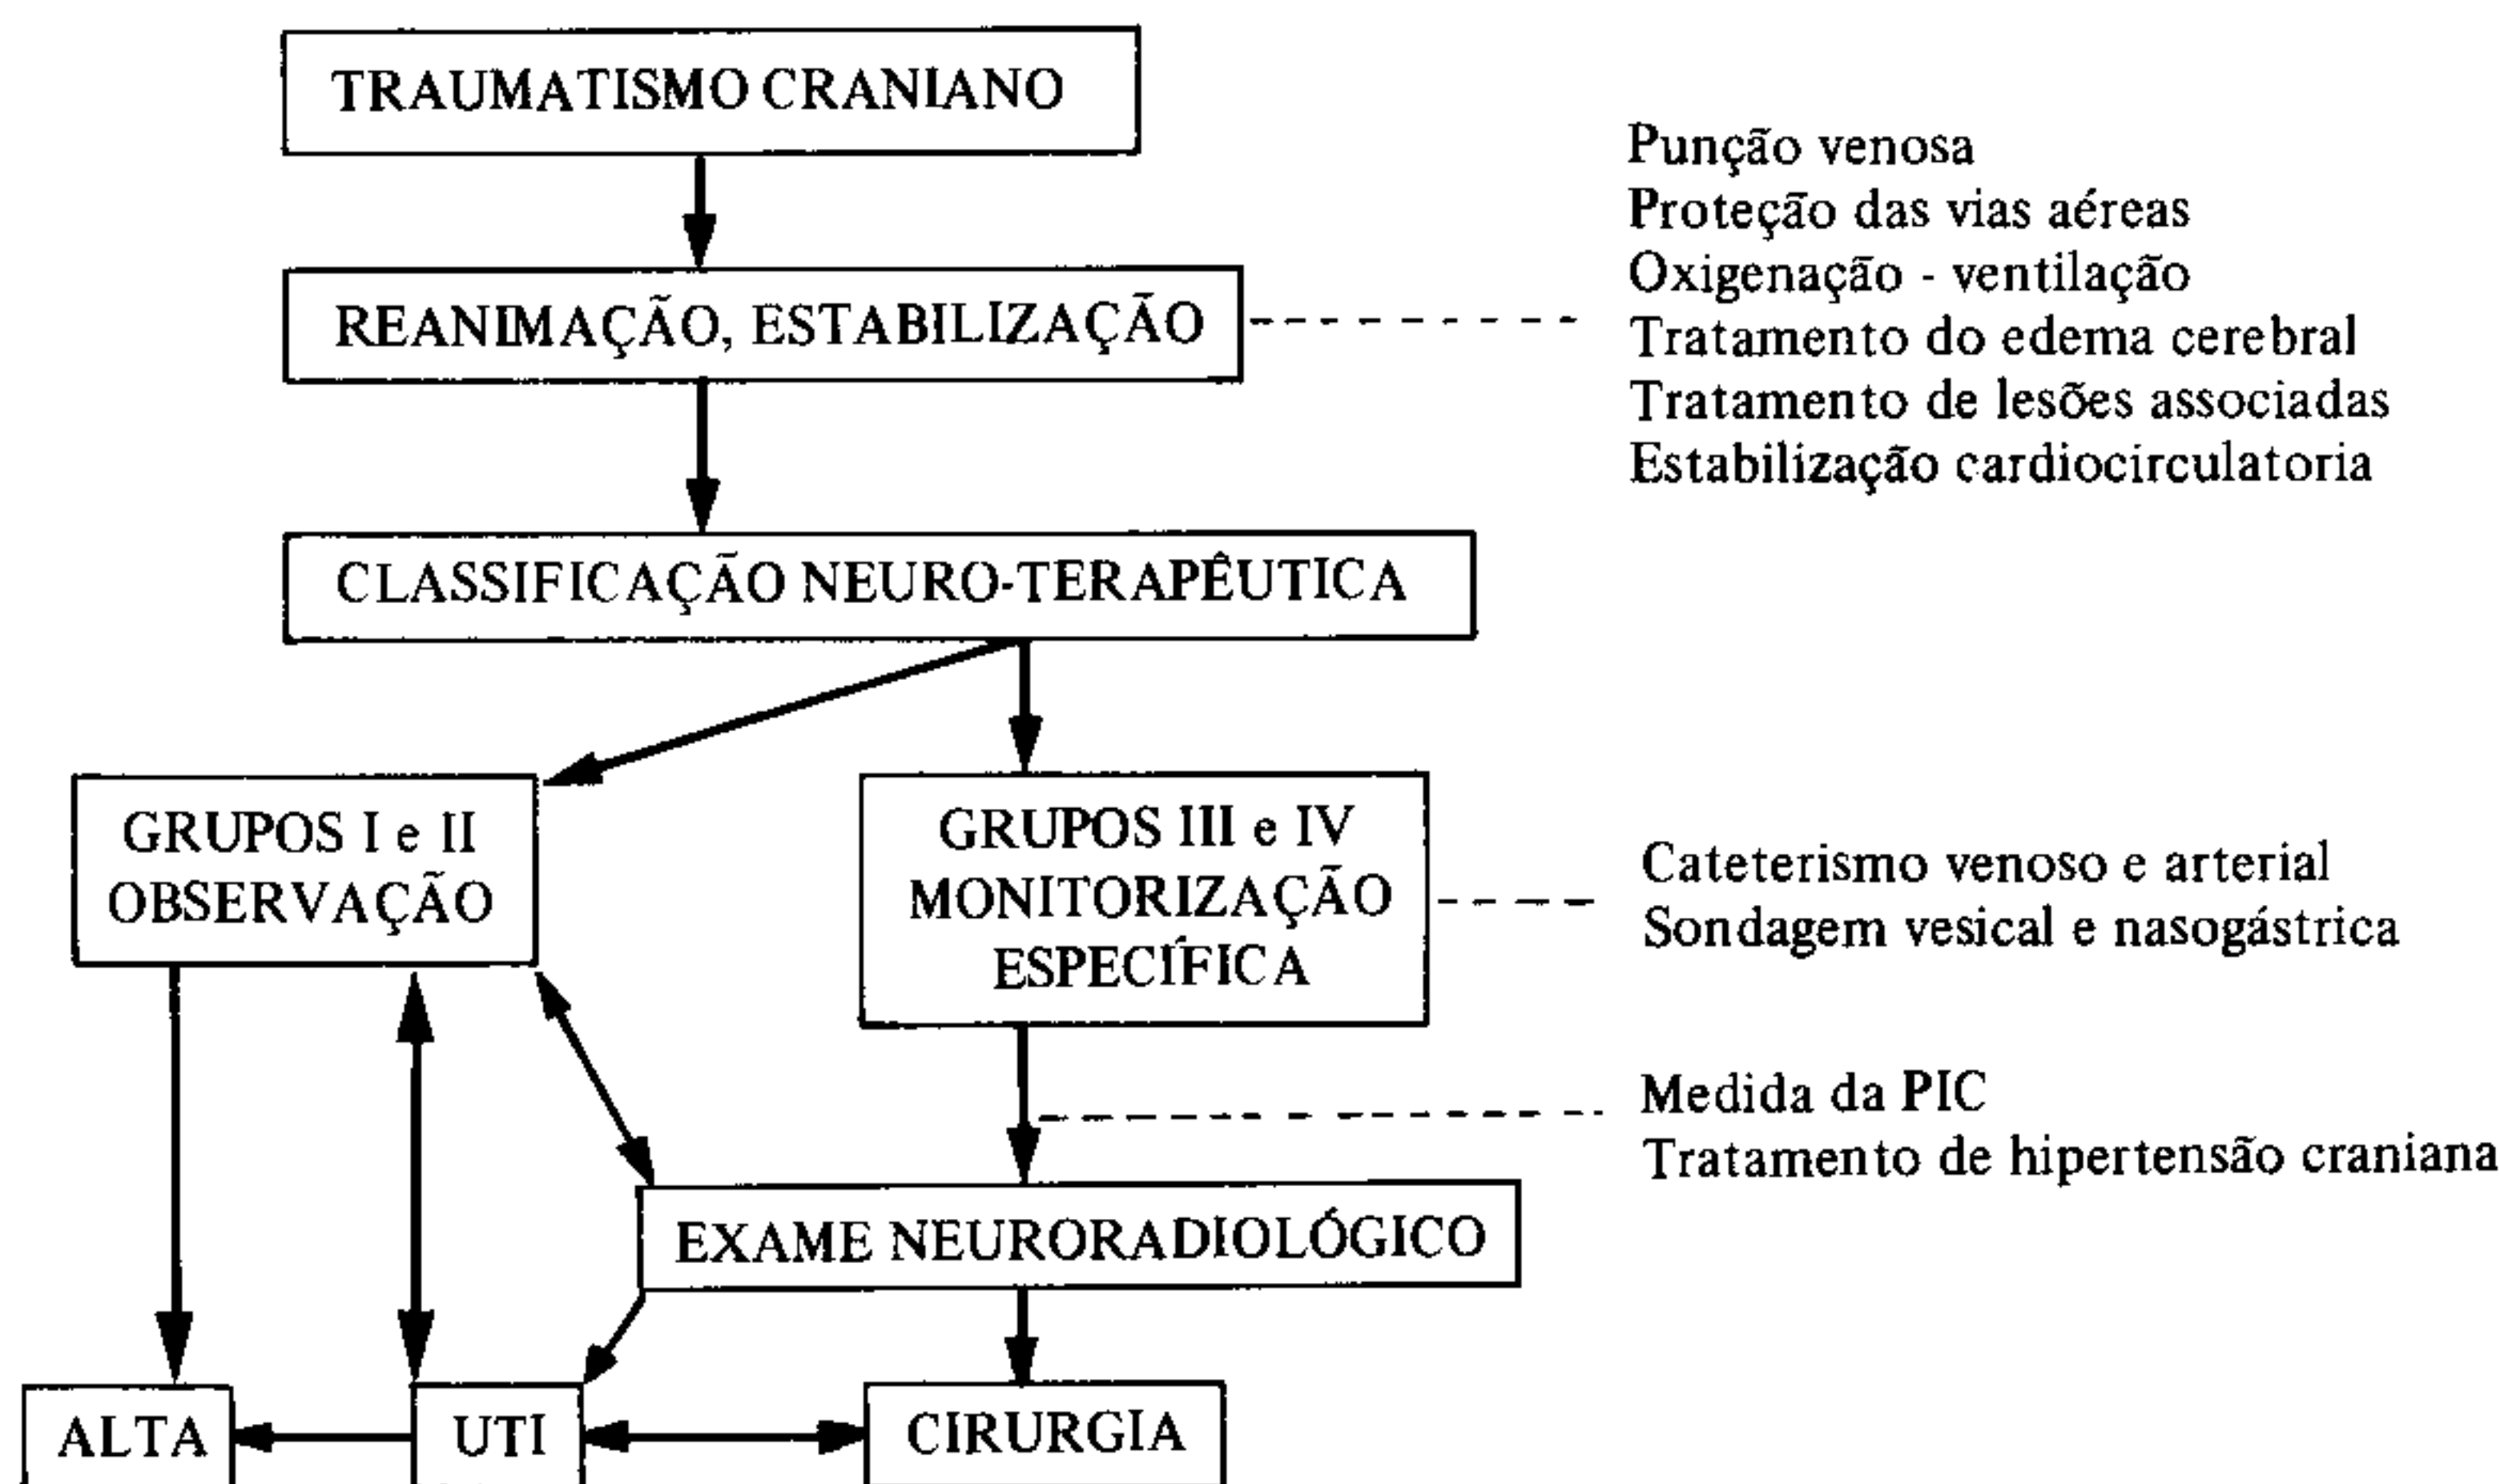 TRAUMATISMO CRANIANO
Punção venosa
Proteção das vias aéreas
Oxigenação - ventilação
Tratamento do edema cerebral
Tratamento de lesões associadas
Estabilização cardiocirculatoria
REANIMAÇÃO, ESTABILIZAÇÃO
CLASSIFICAÇÃO NEURO-TERAPÊUTICA
GRUPOS I e II
OBSERVAÇÃO
GRUPOS III e IV
MONITORIZAÇÃO
ESPECÍFICA
Cateterismo venoso e arterial
Sondagem vesical e nasogástrica
Medida da PIC
Tratamento de hipertensão craniana
EXAME NEURORADIOLÓGICO
ALTA
UTI
CIRURGIA